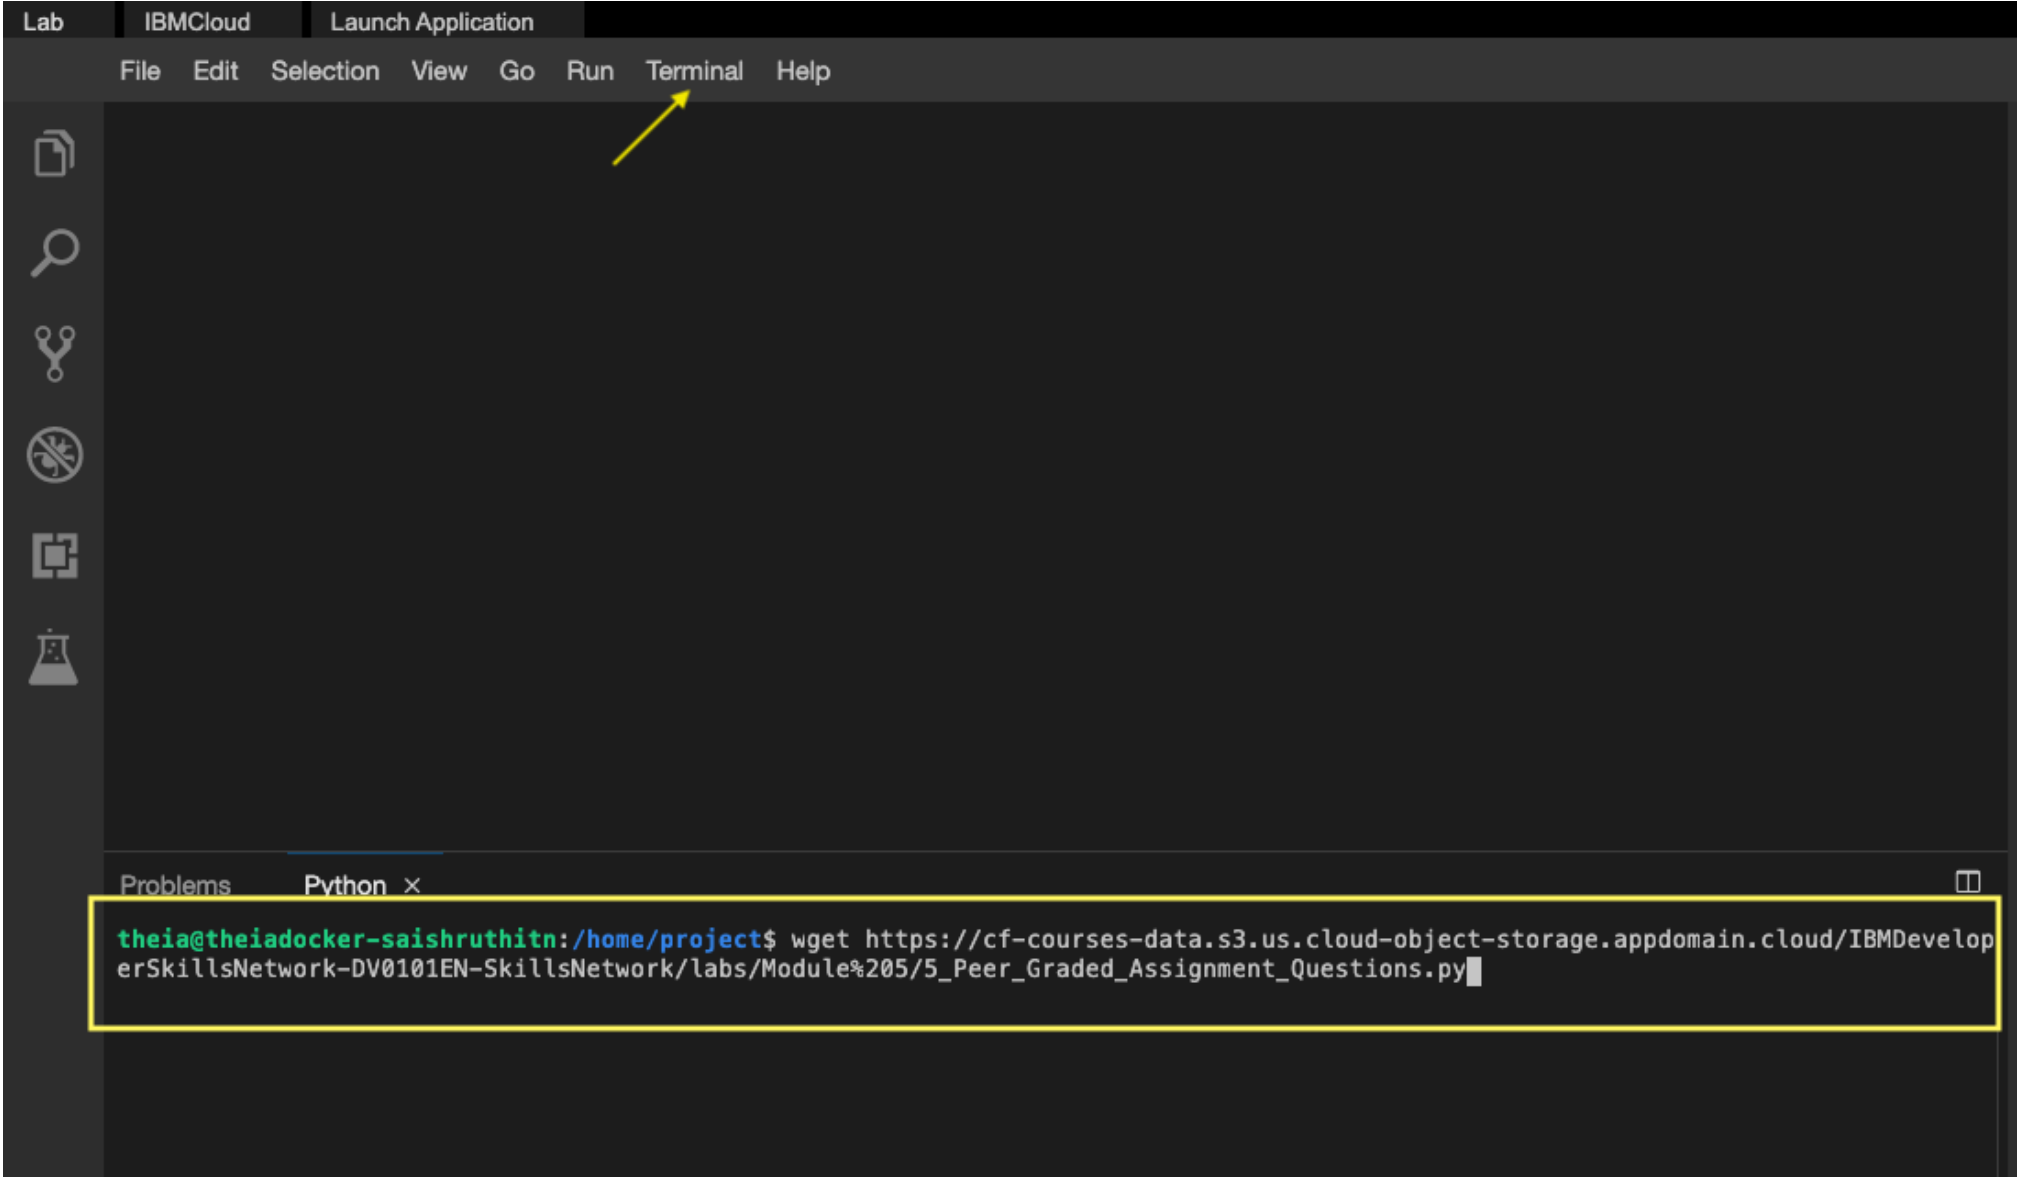 Lab IBMCloud Launch Application
File Edit Selection View Go Run Terminal Help
Problems Python ×
theia@theiadocker-saishruthitn:/home/project$ wget https://cf-courses-data.s3.us.cloud-object-storage.appdomain.cloud/IBMDevelop
erSkillsNetwork-DV0101EN-SkillsNetwork/labs/Module%205/5_Peer_Graded_Assignment_Questions.py